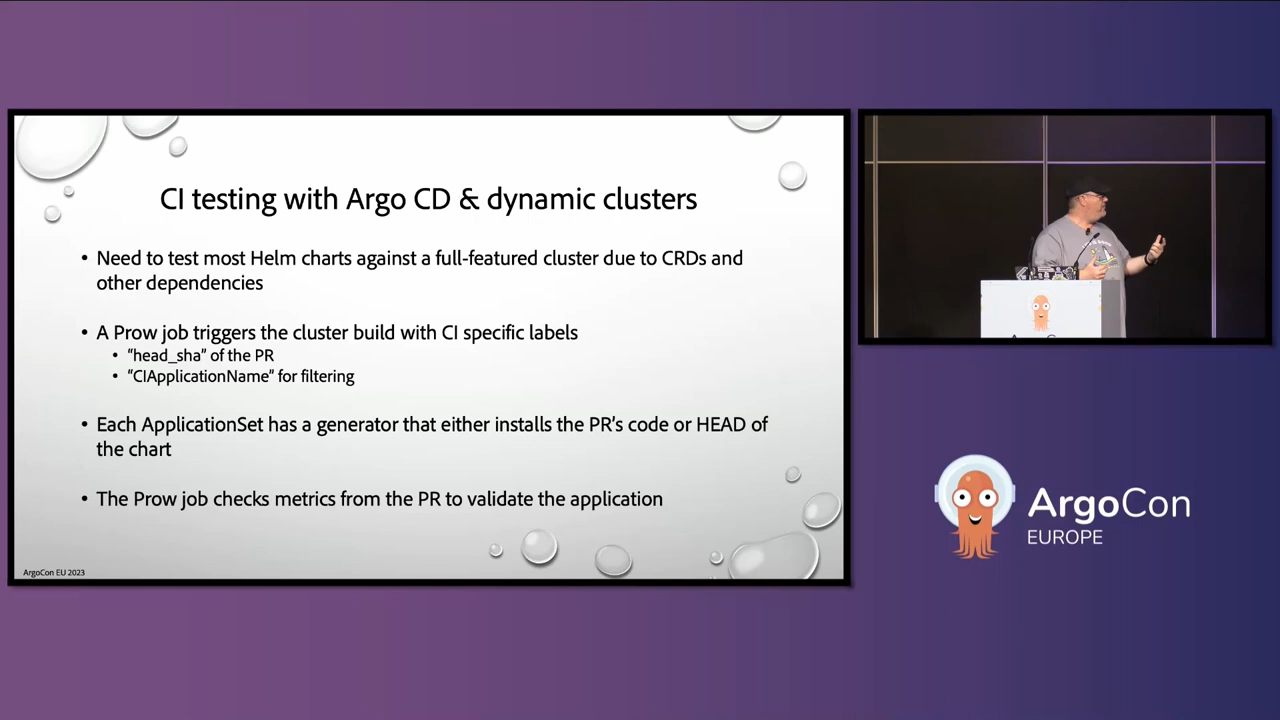 CI testing with Argo CD & dynamic clusters
• Need to test most Helm charts against a full-featured cluster due to CRDs and
other dependencies
• A Prow job triggers the cluster build with CI specific labels
• "head_sha" of the PR
• "CIApplicationName" for filtering
• Each ApplicationSet has a generator that either installs the PR's code or HEAD of
the chart
• The Prow job checks metrics from the PR to validate the application
ArgoCon EU 2023
ArgoCon
EUROPE